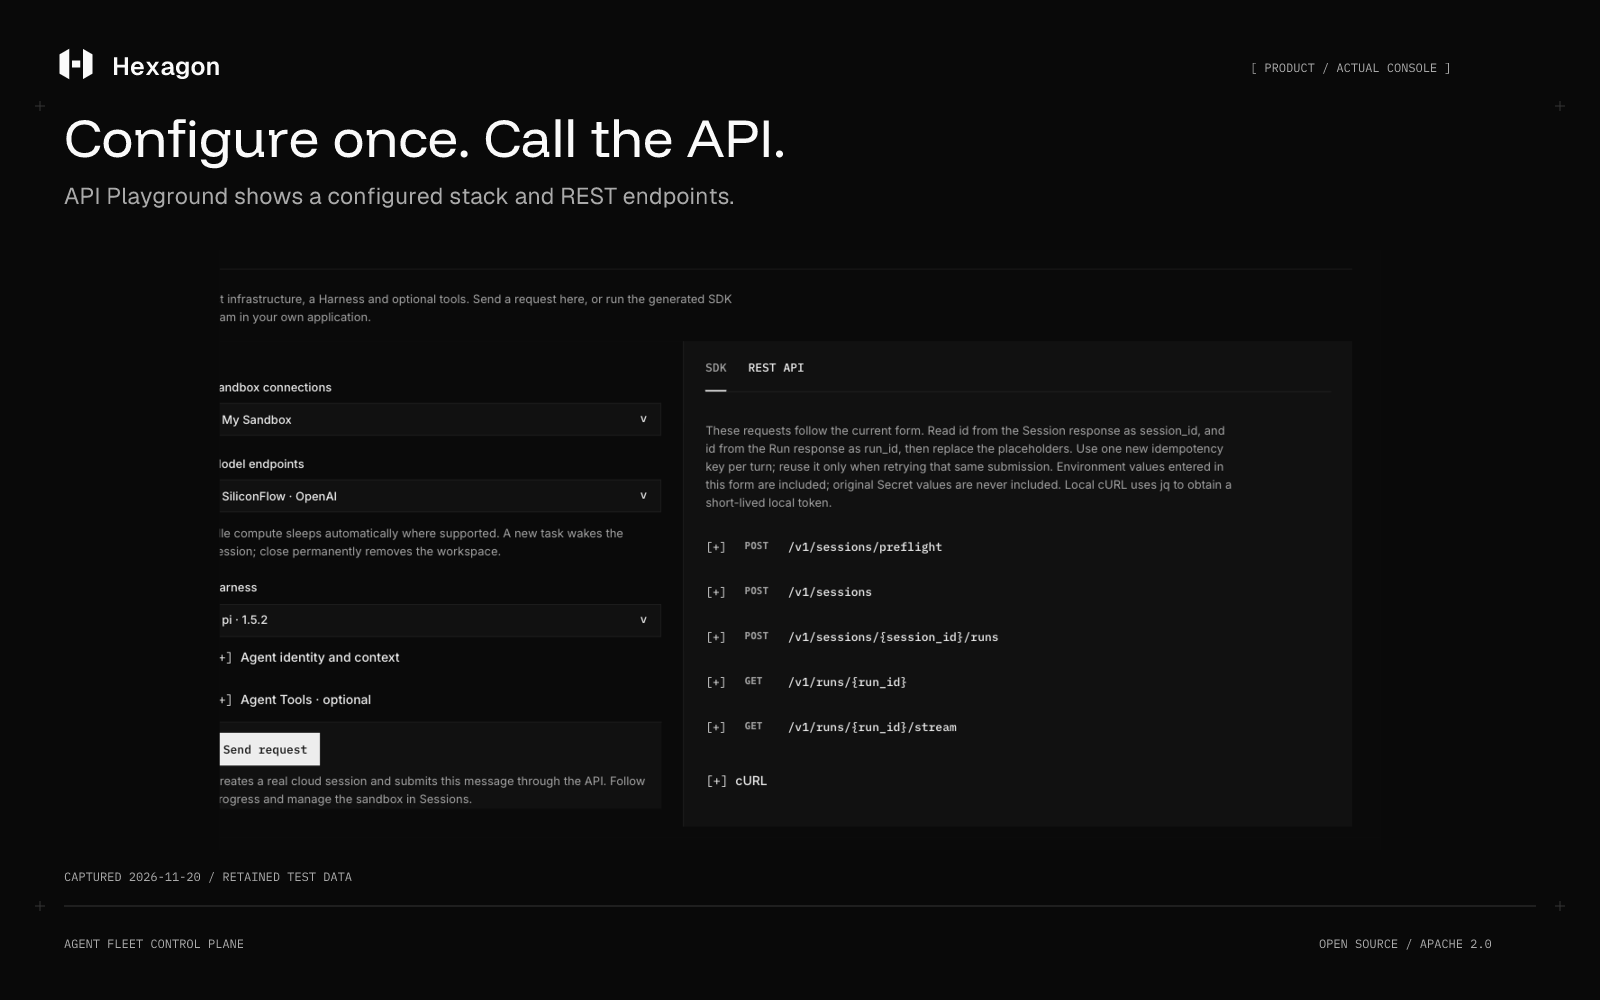 Hexagon
[ PRODUCT / ACTUAL CONSOLE ]
Configure once. Call the API.
API Playground shows a configured stack and REST endpoints.
t infrastructure, a Harness and optional tools. Send a request here, or run the generated SDK
am in your own application.
andbox connections
My Sandbox v
odel endpoints
SiliconFlow · OpenAI v
le compute sleeps automatically where supported. A new task wakes the
ession; close permanently removes the workspace.
arness
pi · 1.5.2 v
+] Agent identity and context
+] Agent Tools · optional
Send request
reates a real cloud session and submits this message through the API. Follow
rogress and manage the sandbox in Sessions.
SDK REST API
These requests follow the current form. Read id from the Session response as session_id, and
id from the Run response as run_id, then replace the placeholders. Use one new idempotency
key per turn; reuse it only when retrying that same submission. Environment values entered in
this form are included; original Secret values are never included. Local cURL uses jq to obtain a
short-lived local token.
[+] POST /v1/sessions/preflight
[+] POST /v1/sessions
[+] POST /v1/sessions/{session_id}/runs
[+] GET /v1/runs/{run_id}
[+] GET /v1/runs/{run_id}/stream
[+] cURL
CAPTURED 2026-11-20 / RETAINED TEST DATA
AGENT FLEET CONTROL PLANE
OPEN SOURCE / APACHE 2.0